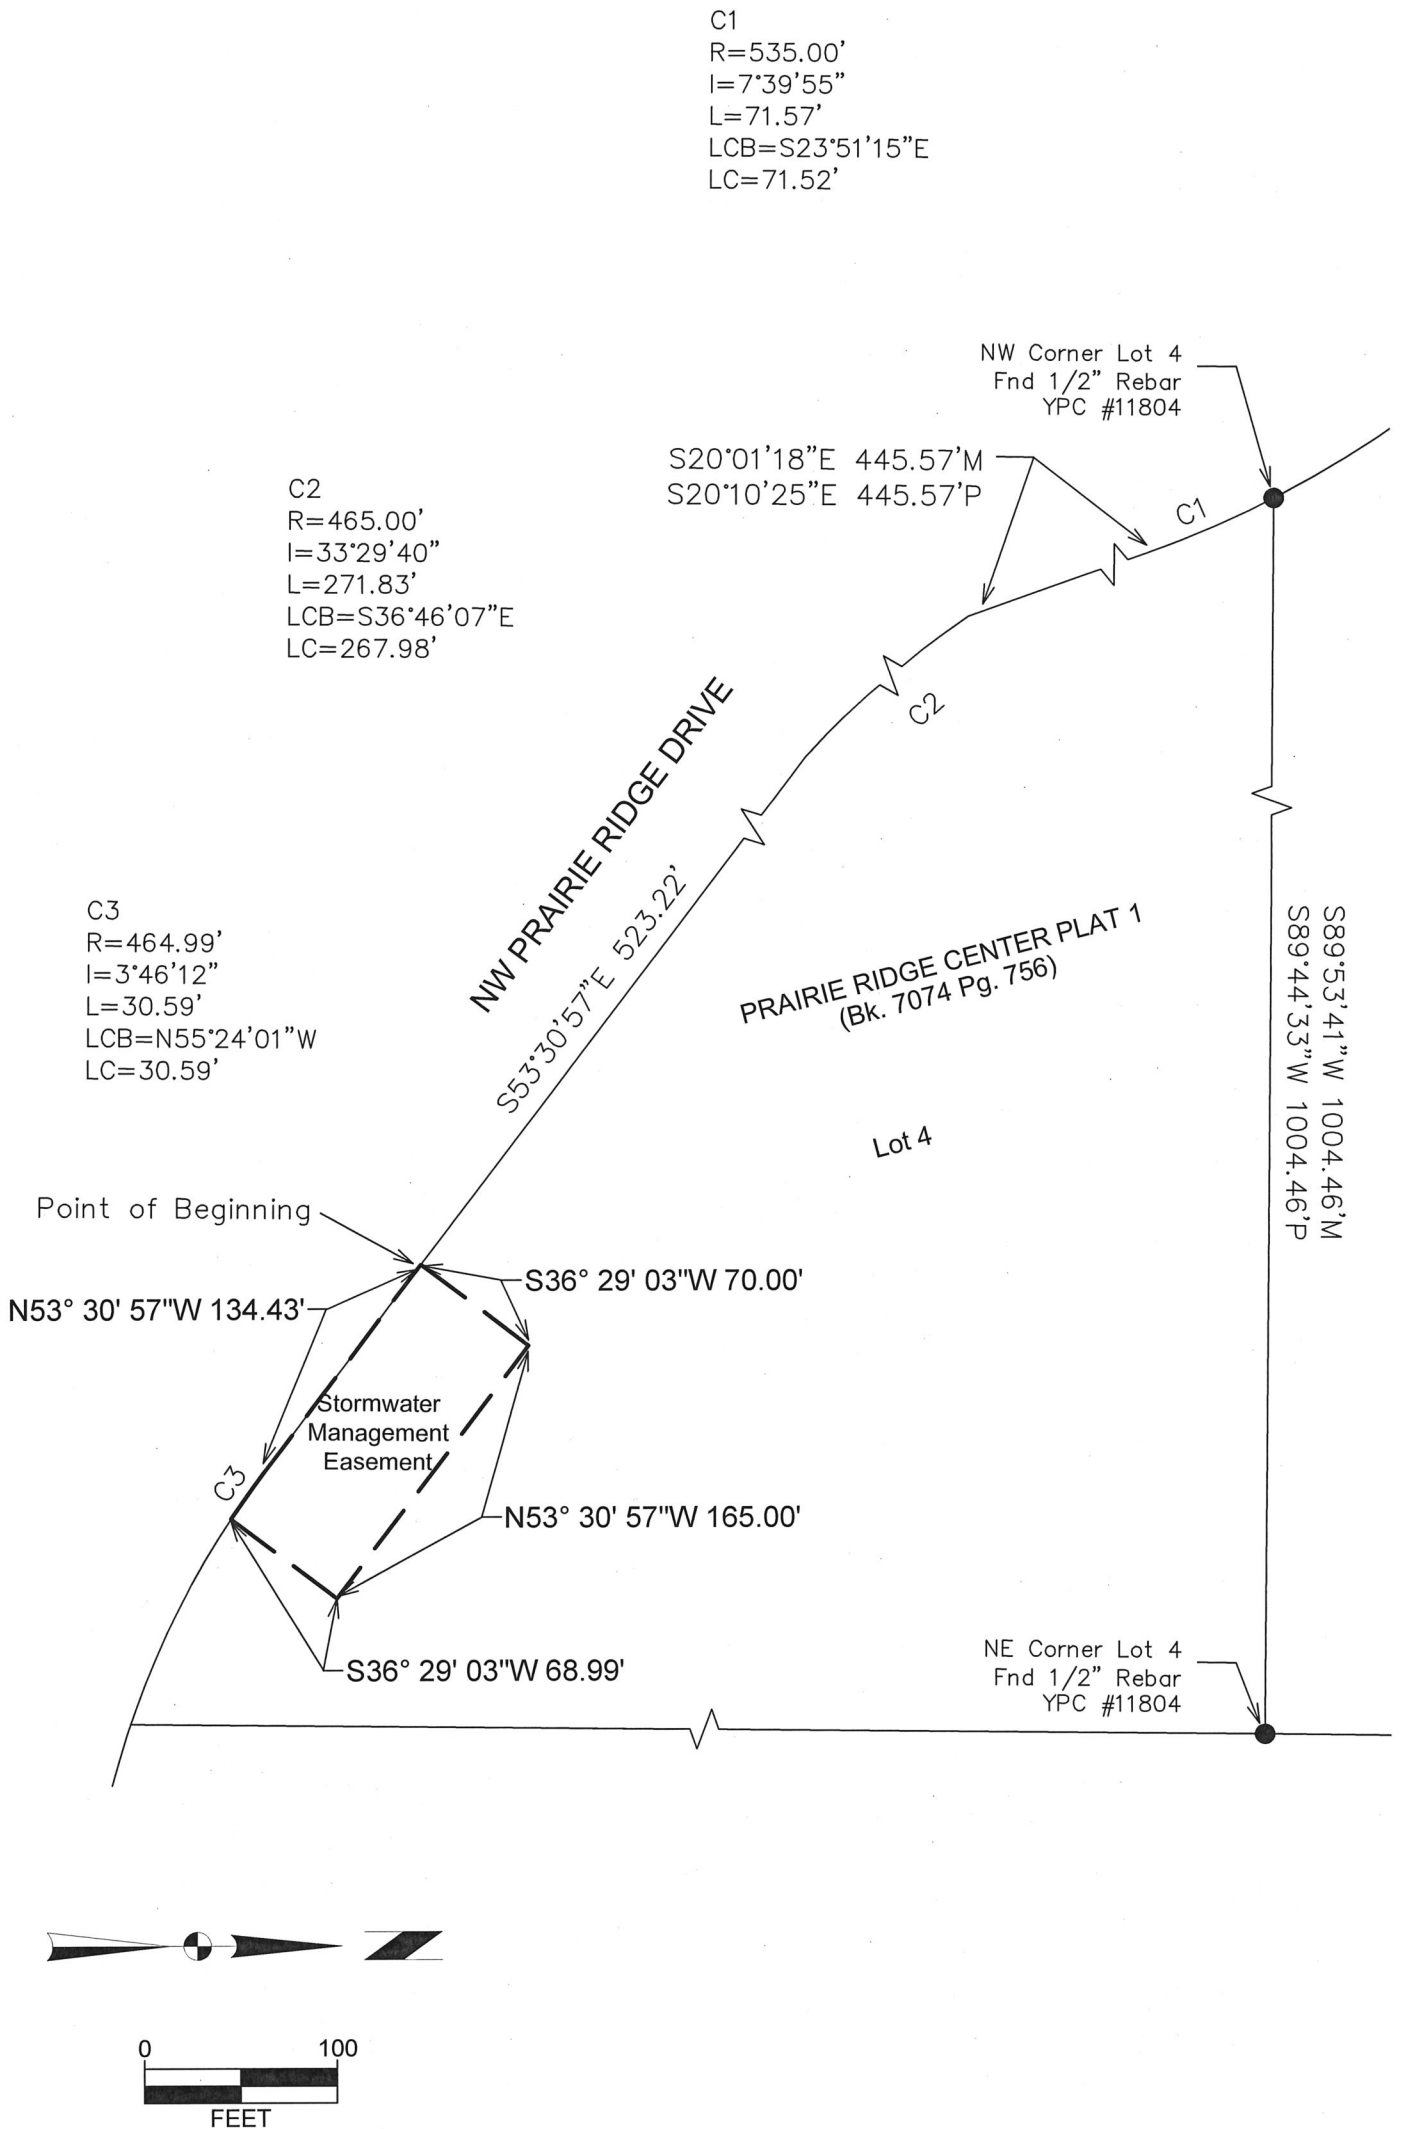 C1
R=535.00'
I=7°39'55"
L=71.57'
LCB=S23°51'15"E
LC=71.52'
NW Corner Lot 4
Fnd 1/2" Rebar
YPC #11804
S20°01'18"E 445.57'M
S20°10'25"E 445.57'P
C1
C2
R=465.00'
I=33°29'40"
L=271.83'
LCB=S36°46'07"E
LC=267.98'
C2
NW PRAIRIE RIDGE DRIVE
S53°30'57"E 523.22'
C3
R=464.99'
I=3°46'12"
L=30.59'
LCB=N55°24'01"W
LC=30.59'
PRAIRIE RIDGE CENTER PLAT 1
(Bk. 7074 Pg. 756)
S89°53'41"W 1004.46'M
S89°44'33"W 1004.46'P
Lot 4
Point of Beginning
S36° 29' 03"W 70.00'
N53° 30' 57"W 134.43'
Stormwater
Management
Easement
C3
N53° 30' 57"W 165.00'
S36° 29' 03"W 68.99'
NE Corner Lot 4
Fnd 1/2" Rebar
YPC #11804
Z
0 100
FEET